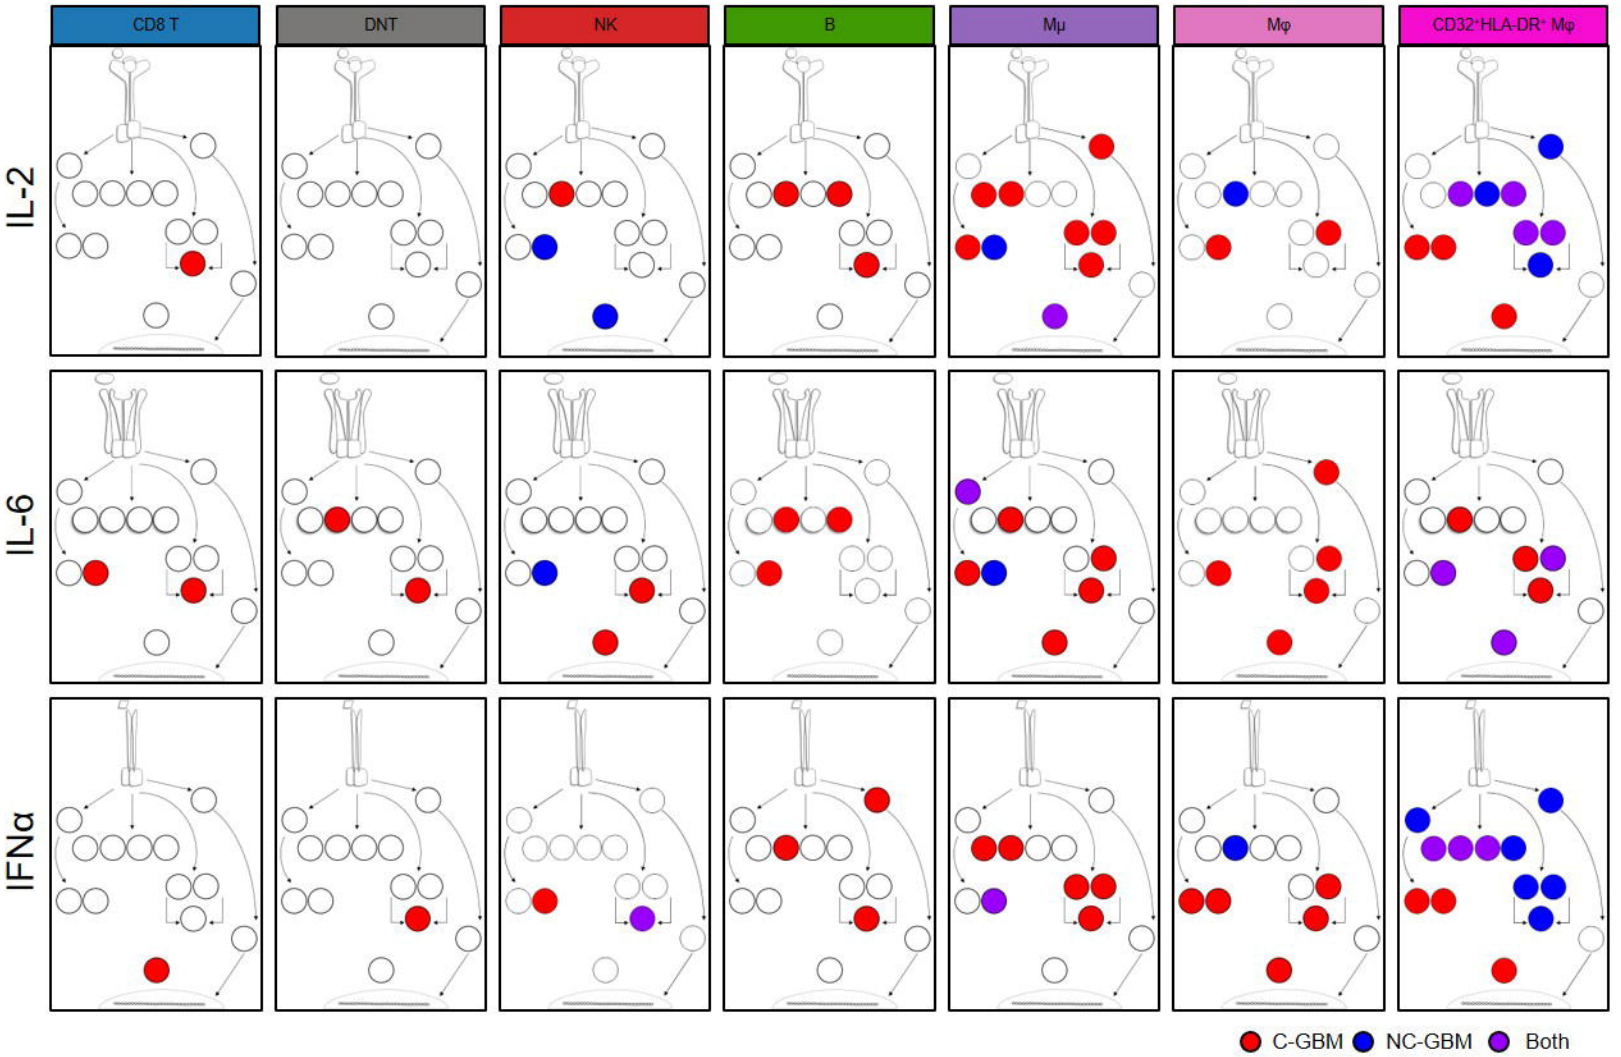 CD8 T
DNT
NK
B
Mμ
Mφ
CD32⁺HLA-DR⁺ Mφ
IL-2
IL-6
IFNα
C-GBM
NC-GBM
Both